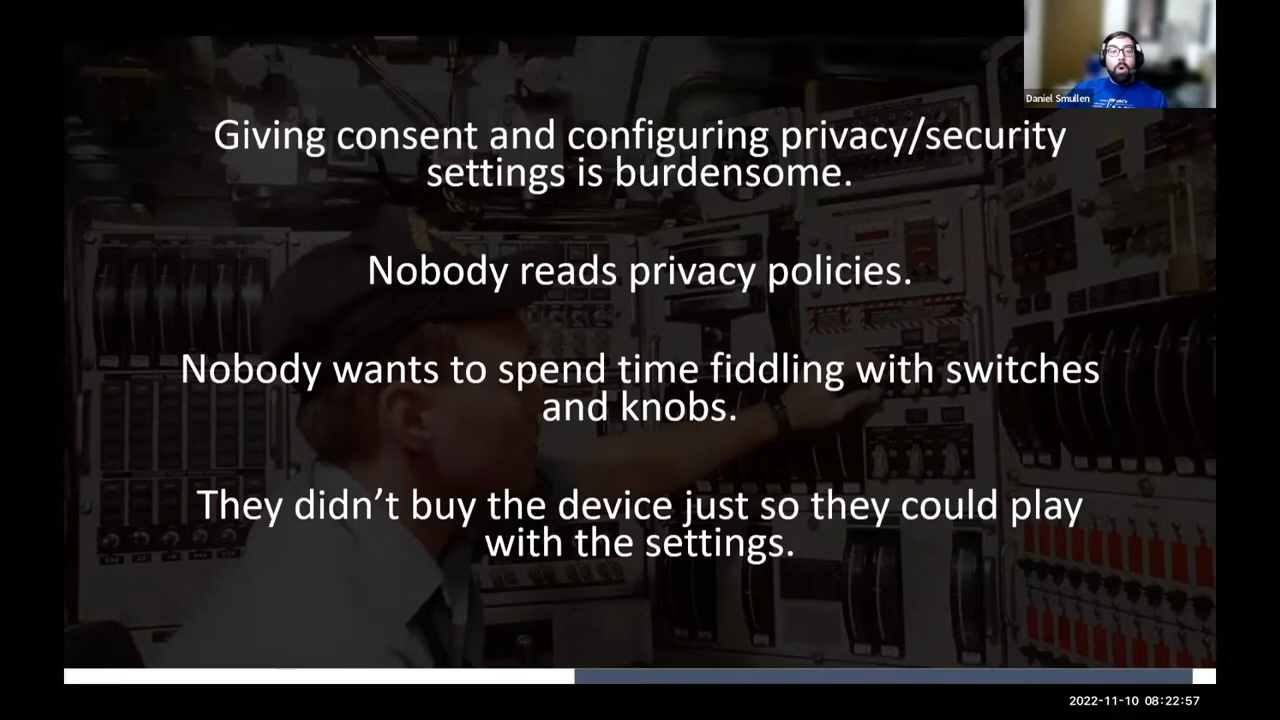 Daniel Smullen
Giving consent and configuring privacy/security
settings is burdensome.
Nobody reads privacy policies.
Nobody wants to spend time fiddling with switches
and knobs.
They didn’t buy the device just so they could play
with the settings.
2022-11-10 08:22:57